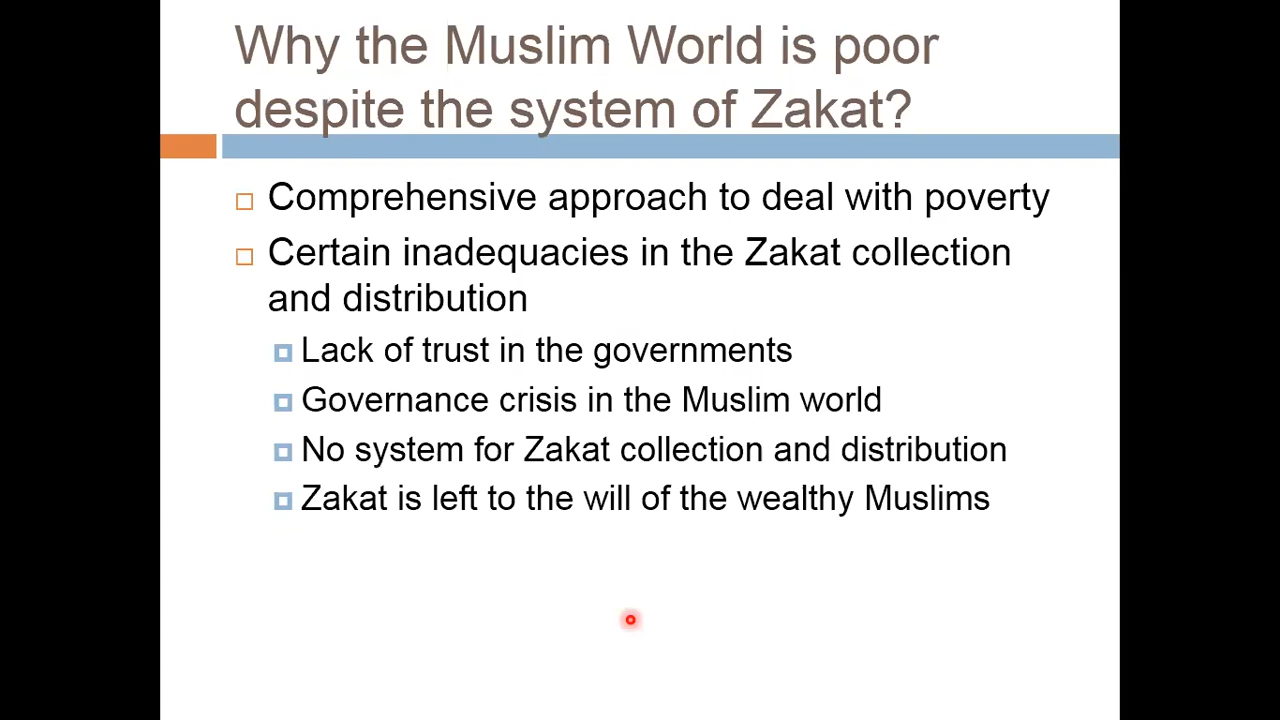 Why the Muslim World is poor
despite the system of Zakat?
Comprehensive approach to deal with poverty
Certain inadequacies in the Zakat collection
and distribution
Lack of trust in the governments
Governance crisis in the Muslim world
No system for Zakat collection and distribution
Zakat is left to the will of the wealthy Muslims